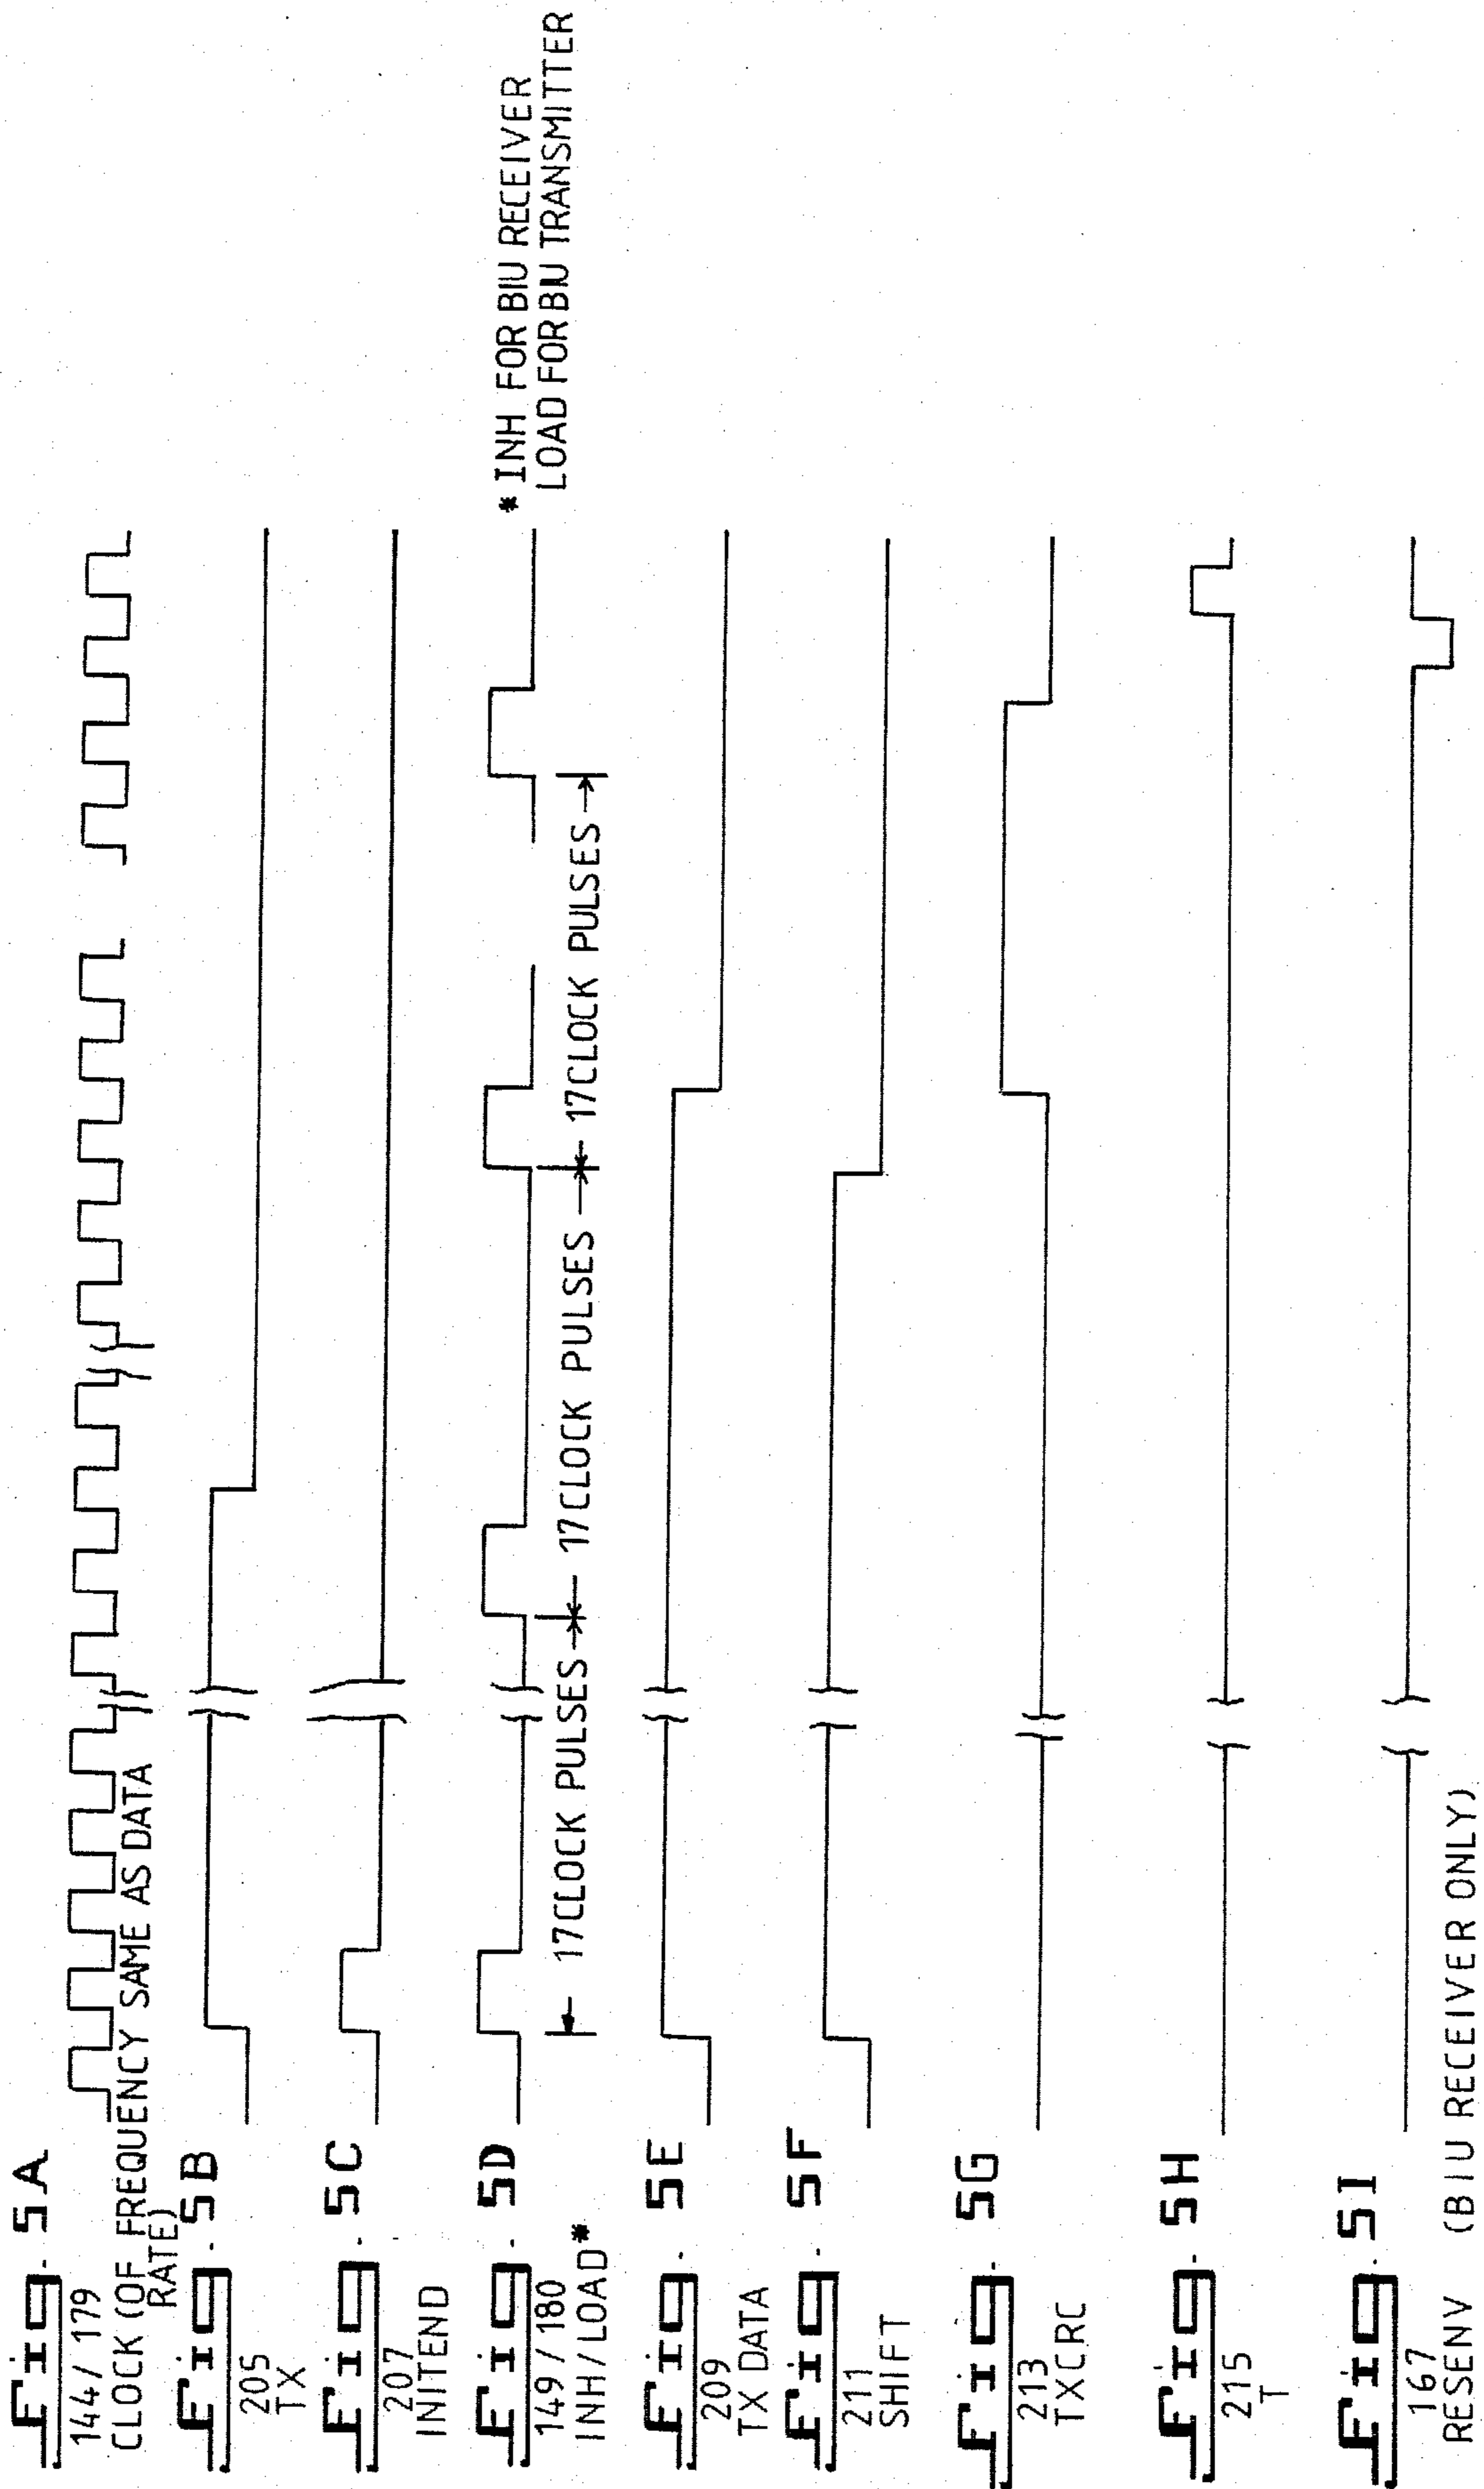 Fig. 5A
144/179
CLOCK (OF FREQUENCY SAME AS DATA
RATE)
Fig. 5B
205
TX
Fig. 5C
207
INITEND
Fig. 5D
149/180
INH/LOAD*
17 CLOCK PULSES
17 CLOCK PULSES
17 CLOCK PULSES
* INH FOR BIU RECEIVER
LOAD FOR BIU TRANSMITTER
Fig. 5E
209
TX DATA
Fig. 5F
211
SHIFT
Fig. 5G
213
TXCRC
Fig. 5H
215
T
Fig. 5I
167
RESENV (BIU RECEIVER ONLY)